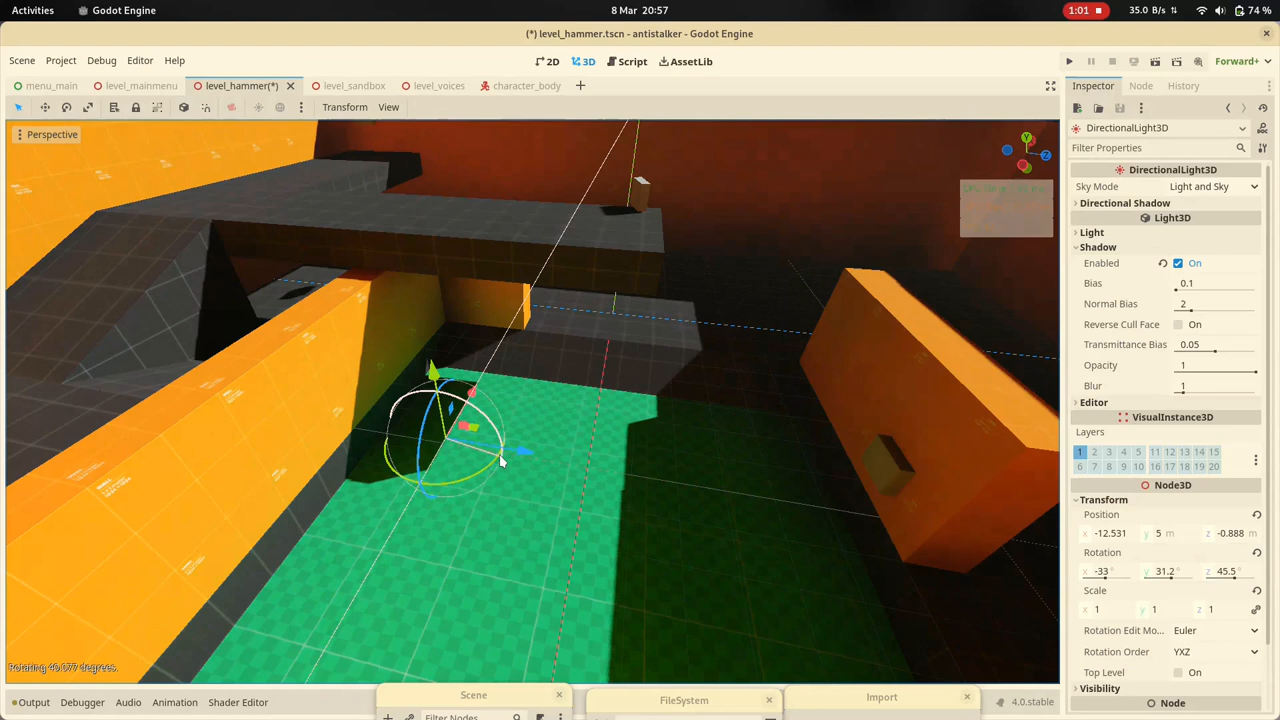 Activities Godot Engine 8 Mar 20:57 1:01 35.0 B/s 74 %
(*) level_hammer.tscn - antistalker - Godot Engine
Scene Project Debug Editor Help 2D 3D Script AssetLib Forward+
menu_main level_mainmenu level_hammer(*) level_sandbox level_voices character_body Inspector Node History
Transform View
DirectionalLight3D
Perspective
Filter Properties
DirectionalLight3D
Sky Mode Light and Sky
Directional Shadow
Light3D
Light
Shadow
Enabled On
Bias 0.1
Normal Bias 2
Reverse Cull Face On
Transmittance Bias 0.05
Opacity 1
Blur 1
Editor
VisualInstance3D
Layers
1 2 3 4 5 11 12 13 14 15
6 7 8 9 10 16 17 18 19 20
Node3D
Transform
Position
x -12.531 y 5 m z -0.888 m
Rotation
x -33 ° y 31.2 ° z 45.5 °
Scale
x 1 y 1 z 1
Rotation Edit Mo... Euler
Rotation Order YXZ
Top Level On
Visibility
Node
Rotating 46.077 degrees.
Output Debugger Audio Animation Shader Editor 4.0.stable
Scene FileSystem Import
Filter Nodes